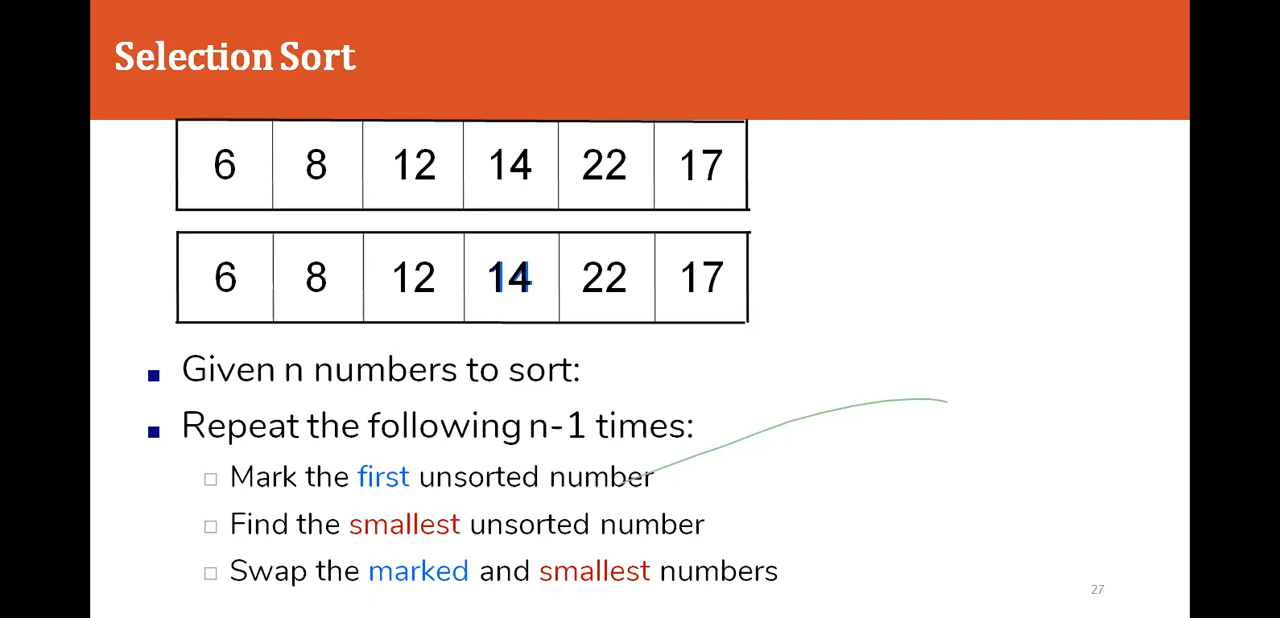 Selection Sort
6 8 12 14 22 17
6 8 12 14 22 17
Given n numbers to sort:
Repeat the following n-1 times:
Mark the first unsorted number
Find the smallest unsorted number
Swap the marked and smallest numbers
27